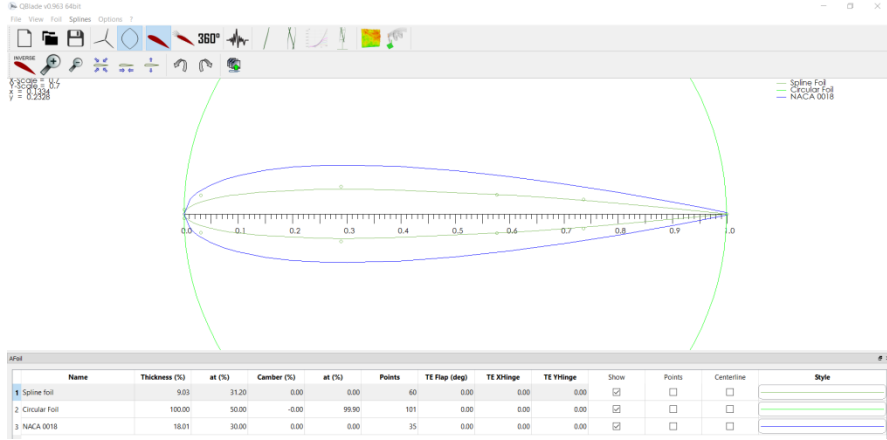 QBlade v0.963 64bit
File View Foil Splines Options ?
360°
INVERSE
X-Scale = 0.7
Y-Scale = 0.7
x = 0.1334
y = 0.2328
Spline Foil
Circular Foil
NACA 0018
0.0 0.1 0.2 0.3 0.4 0.5 0.6 0.7 0.8 0.9 1.0
AFoil
Name Thickness (%) at (%) Camber (%) at (%) Points TE Flap (deg) TE XHinge TE YHinge Show Points Centerline Style
1 Spline foil 9.03 31.20 0.00 0.00 60 0.00 0.00 0.00
2 Circular Foil 100.00 50.00 -0.00 99.90 101 0.00 0.00 0.00
3 NACA 0018 18.01 30.00 0.00 0.00 35 0.00 0.00 0.00